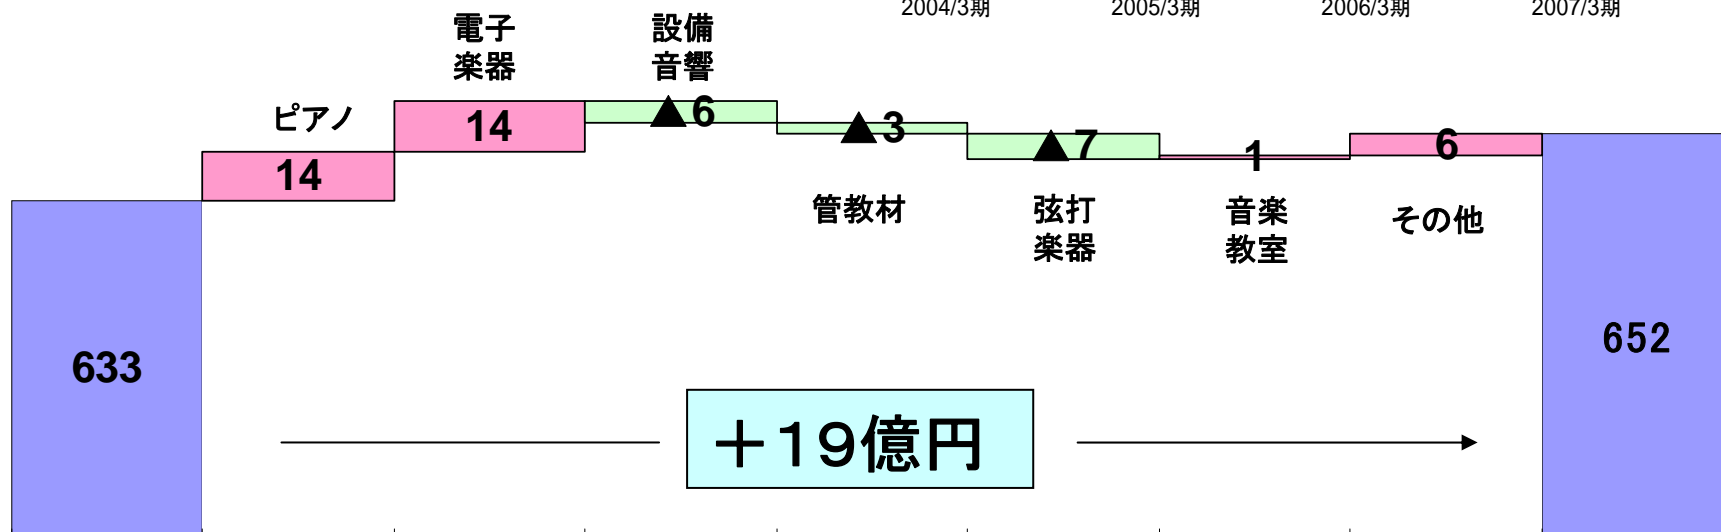 2004/3期 2005/3期 2006/3期 2007/3期
電子
楽器
設備
音響
ピアノ
14
14
▲6
▲3
▲7
1
6
管教材
弦打
楽器
音楽
教室
その他
633
652
＋19億円